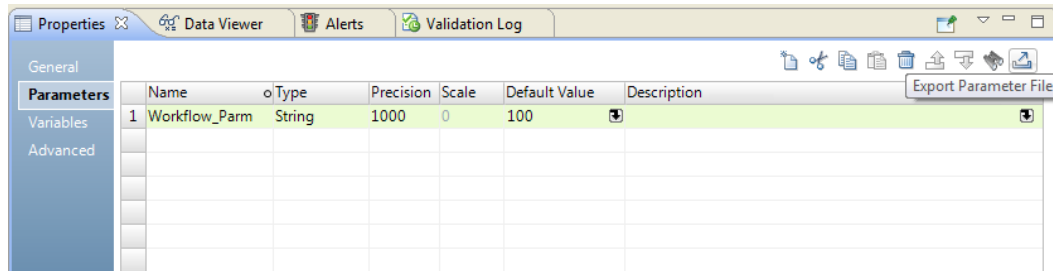 Properties Data Viewer Alerts Validation Log
General
Export Parameter File
Parameters Name Type Precision Scale Default Value Description
Variables 1 Workflow_Parm String 1000 0 100
Advanced